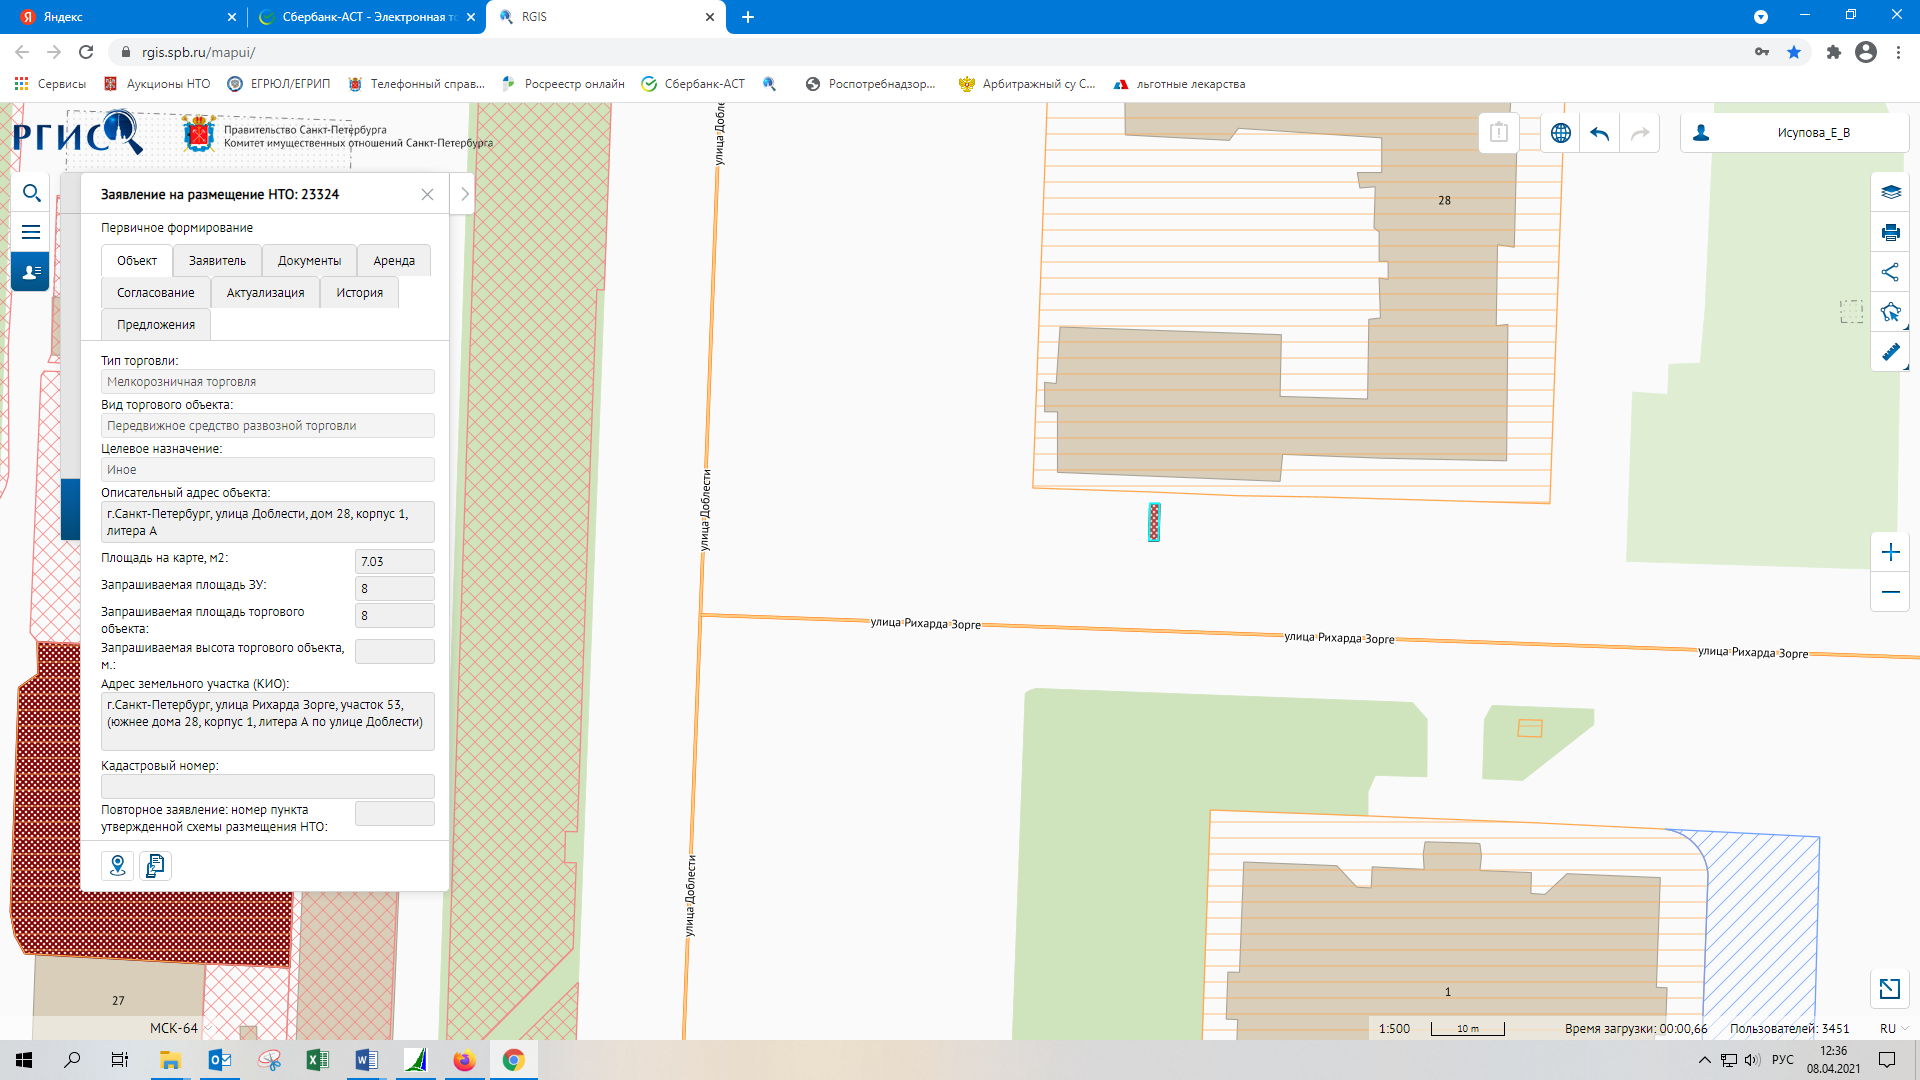 Яндекс
Сбербанк-АСТ - Электронная то
RGIS
rgis.spb.ru/mapui/
Сервисы
Аукционы НТО
ЕГРЮЛ/ЕГРИП
Телефонный справ...
Росреестр онлайн
Сбербанк-АСТ
Роспотребнадзор...
Арбитражный су С...
льготные лекарства
РГИС
Правительство Санкт-Петербурга
Комитет имущественных отношений Санкт-Петербурга
Исупова_Е_В
Заявление на размещение НТО: 23324
Первичное формирование
Объект
Заявитель
Документы
Аренда
Согласование
Актуализация
История
Предложения
Тип торговли:
Мелкорозничная торговля
Вид торгового объекта:
Передвижное средство развозной торговли
Целевое назначение:
Иное
Описательный адрес объекта:
г.Санкт-Петербург, улица Доблести, дом 28, корпус 1,
литера А
Площадь на карте, м2:
7.03
Запрашиваемая площадь ЗУ:
8
Запрашиваемая площадь торгового
объекта:
8
Запрашиваемая высота торгового объекта,
м.:
Адрес земельного участка (КИО):
г.Санкт-Петербург, улица Рихарда Зорге, участок 53,
(южнее дома 28, корпус 1, литера А по улице Доблести)
Кадастровый номер:
Повторное заявление: номер пункта
утвержденной схемы размещения НТО:
улица Добле
улица Доблести
улица Доблести
улица Рихарда Зорге
улица Рихарда Зорге
улица Рихарда Зорге
28
1
27
МСК-64
1:500
10 m
Время загрузки: 00:00,66
Пользователей: 3451
RU
РУС
12:36
08.04.2021